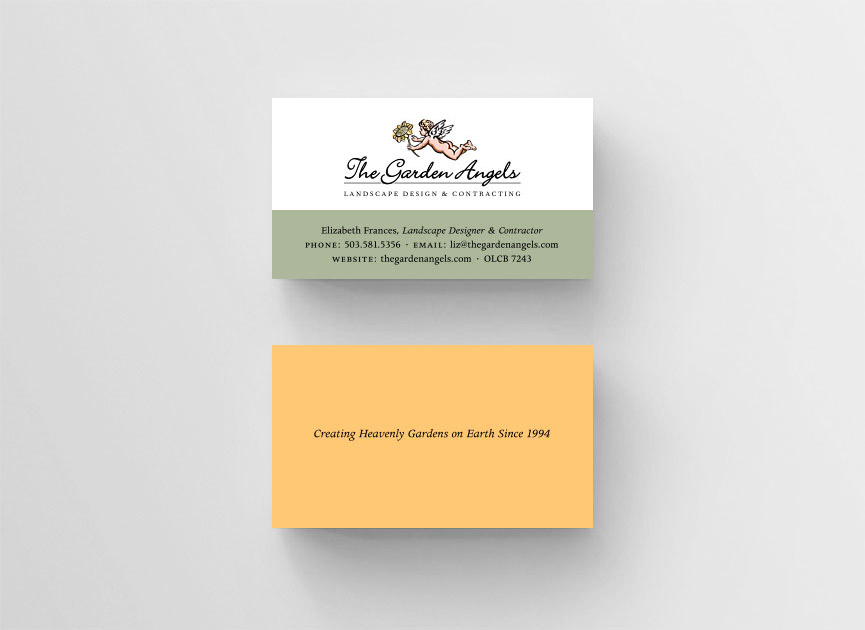 The Garden Angels
LANDSCAPE DESIGN & CONTRACTING
Elizabeth Frances, Landscape Designer & Contractor
PHONE: 503.581.5356 · EMAIL: liz@thegardenangels.com
WEBSITE: thegardenangels.com · OLCB 7243
Creating Heavenly Gardens on Earth Since 1994